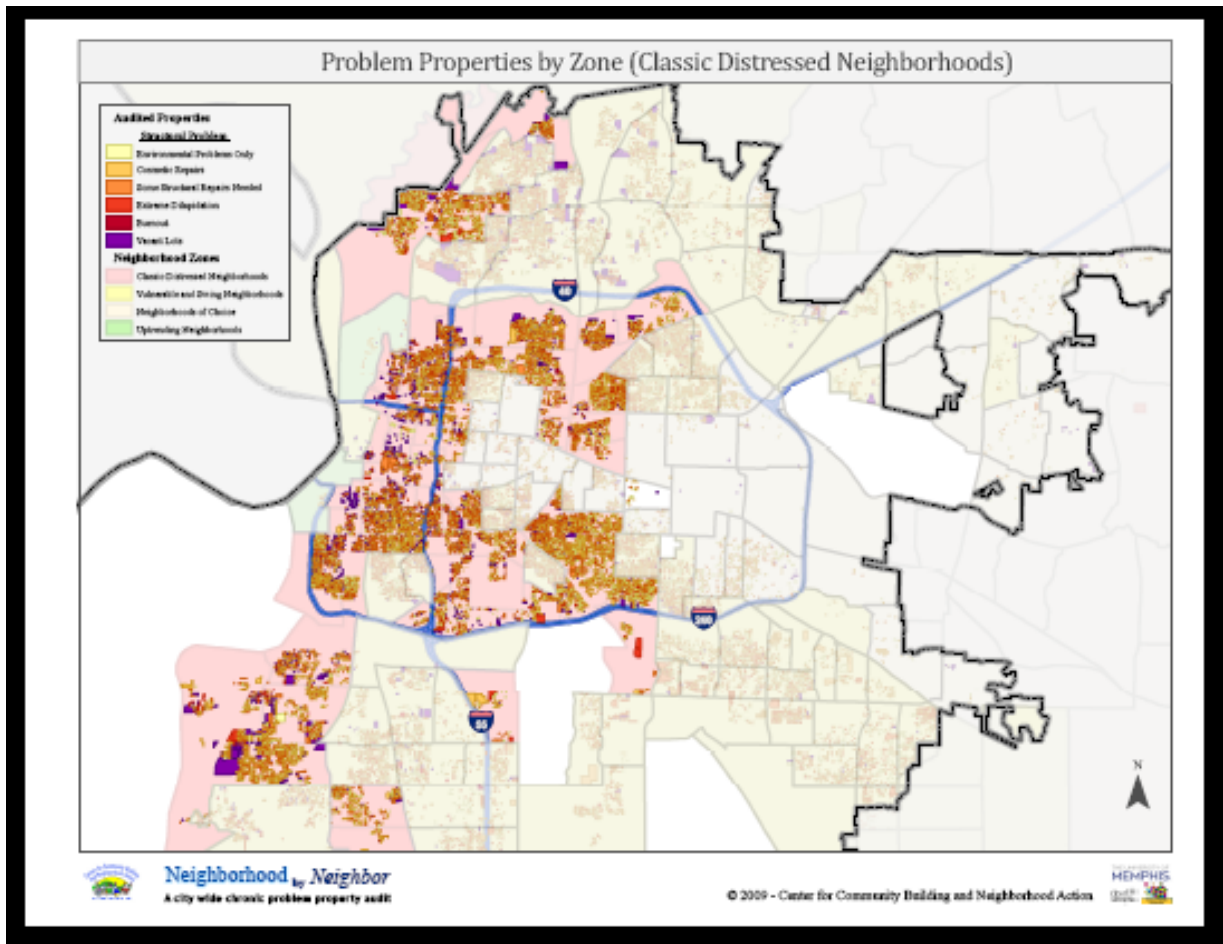 Problem Properties by Zone (Classic Distressed Neighborhoods)
Audited Properties
Structural Problem
Environmental Problems Only
Cosmetic Repairs
Some Structural Repairs Needed
Extreme Dilapidation
Burnout
Vacant Lots
Neighborhood Zones
Classic Distressed Neighborhoods
Vulnerable and Sliding Neighborhoods
Neighborhoods of Choice
Uptrending Neighborhoods
40
240
55
N
Neighborhood by Neighbor
A city wide chronic problem property audit
© 2009 - Center for Community Building and Neighborhood Action
MEMPHIS